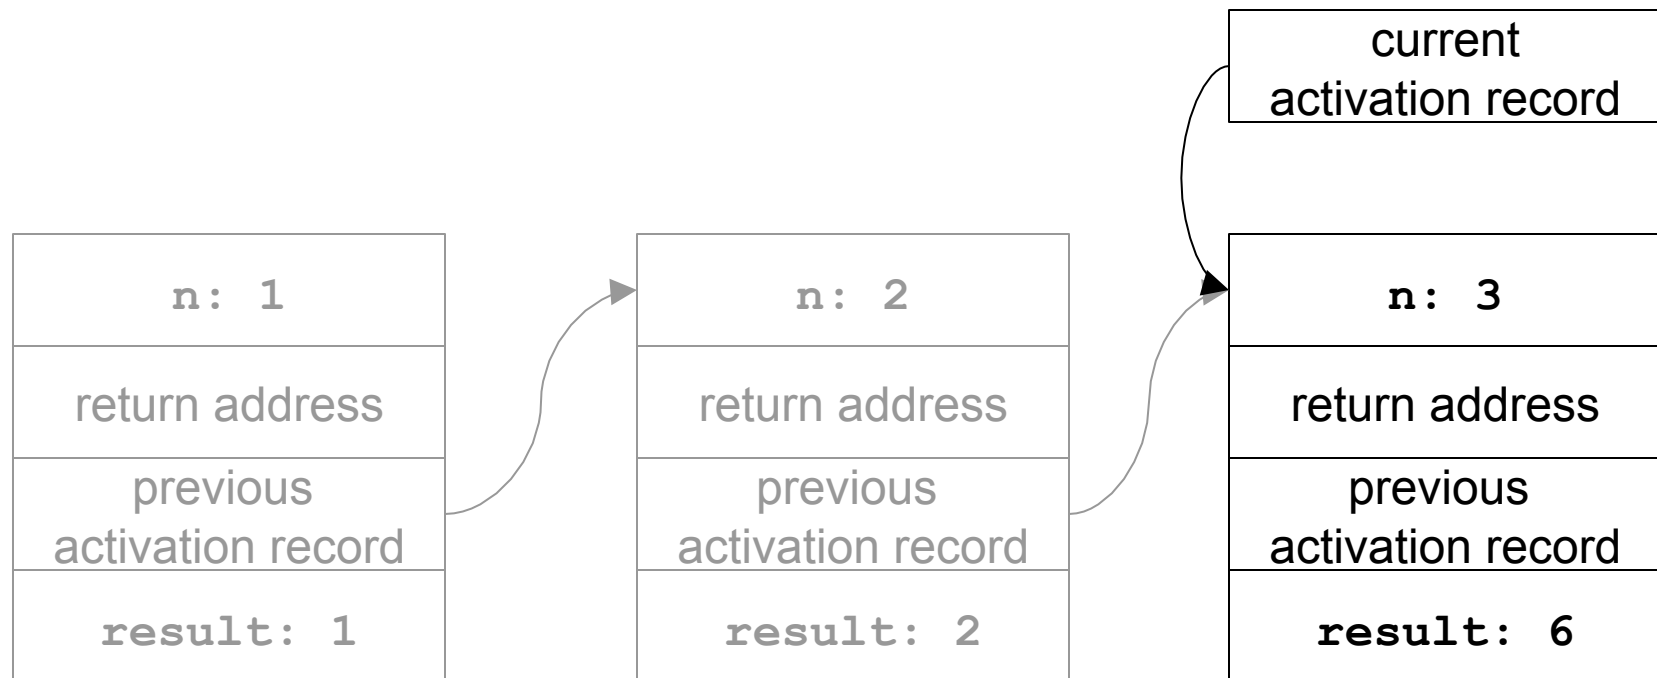 current
activation record
n: 1
return address
previous
activation record
result: 1
n: 2
return address
previous
activation record
result: 2
n: 3
return address
previous
activation record
result: 6